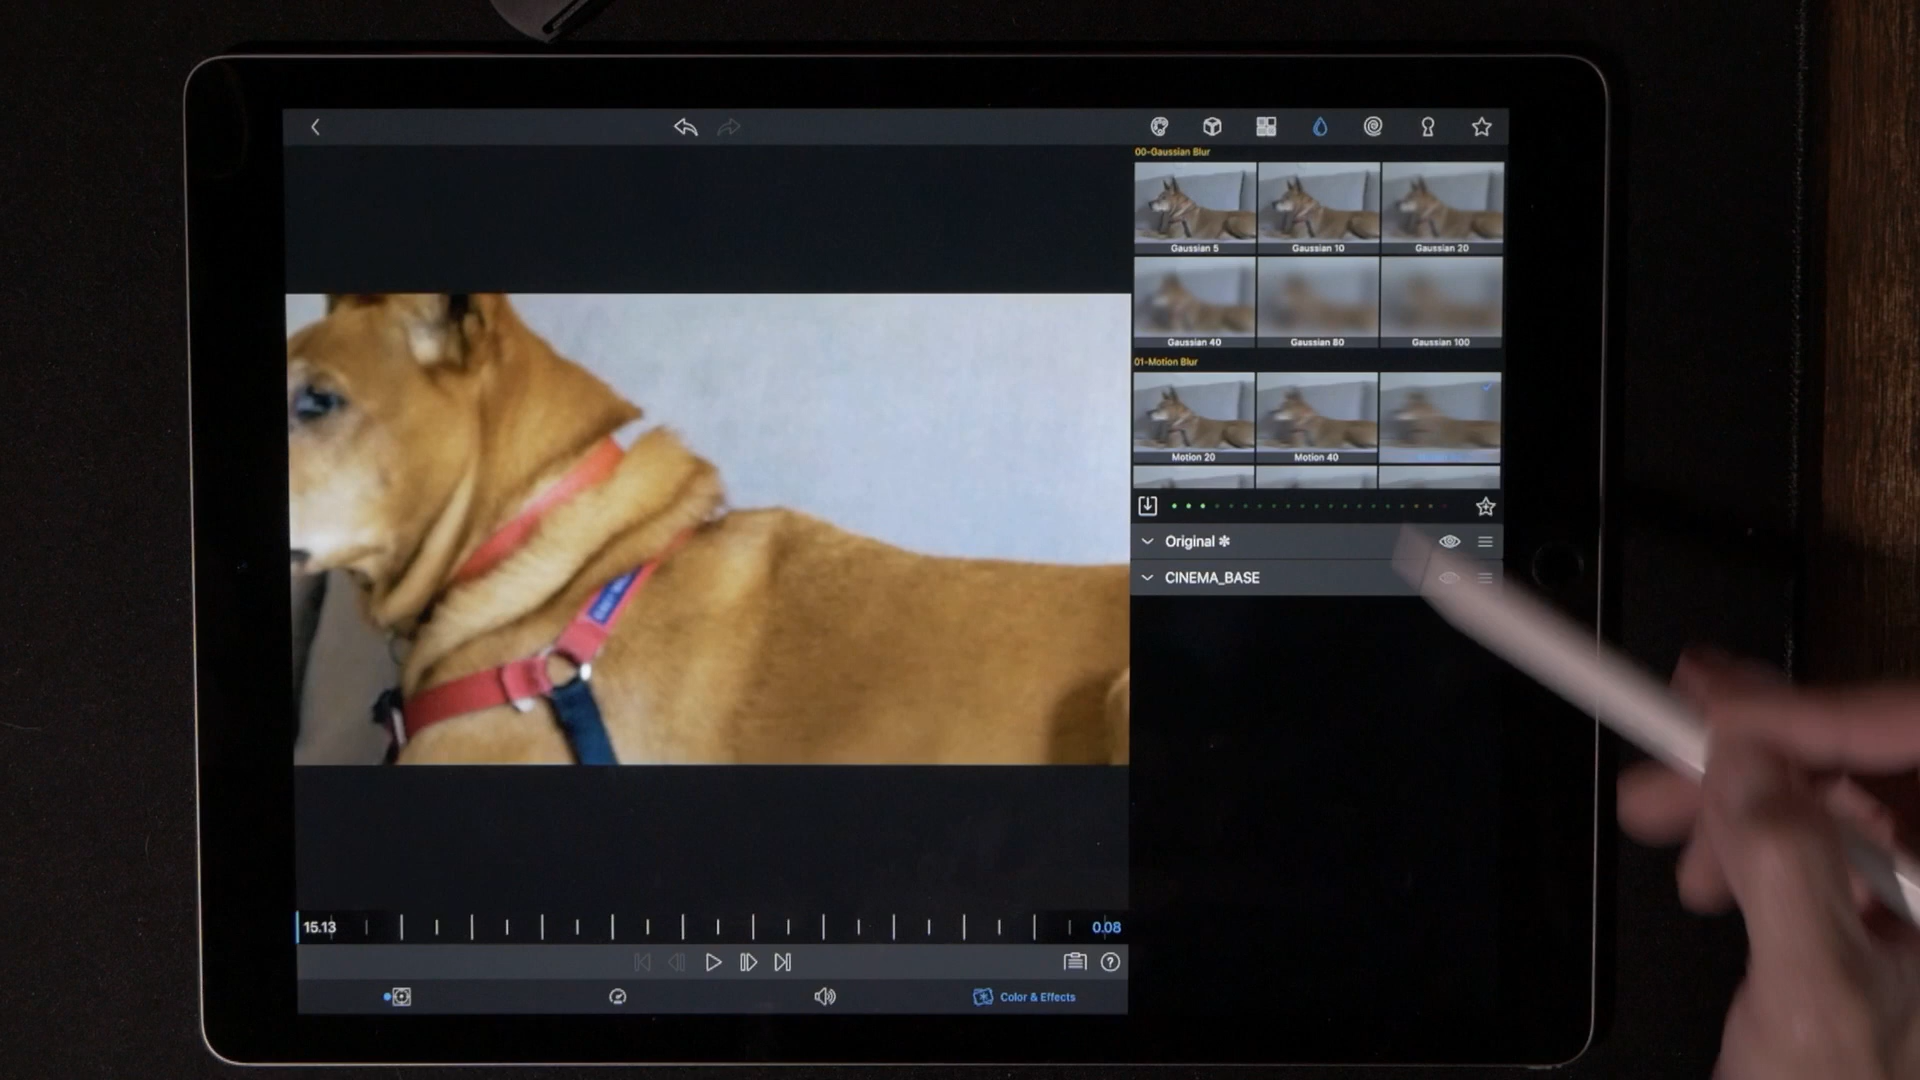 00-Gaussian Blur
Gaussian 5
Gaussian 10
Gaussian 20
Gaussian 40
Gaussian 80
Gaussian 100
01-Motion Blur
Motion 20
Motion 40
Original ✻
CINEMA_BASE
15.13
0.08
Color & Effects